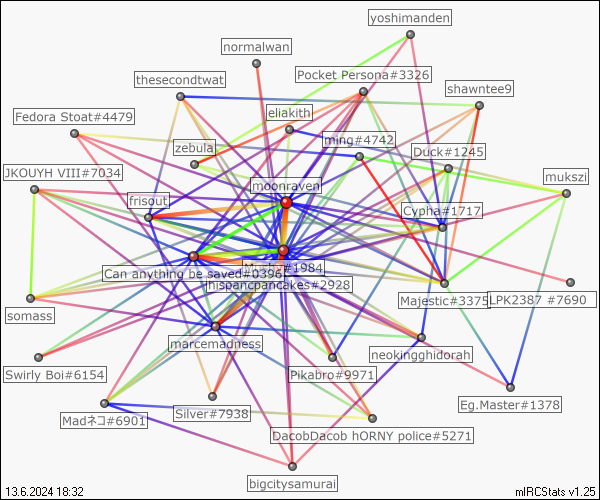 yoshimanden
normalwan
Pocket Persona#3326
thesecondtwat
shawntee9
Fedora Stoat#4479
eliakith
ming#4742
zebula
Duck#1245
JKOUYH VIII#7034
moonraven
mukszi
frisout
Cypha#1717
#1984
Can anything be saved#0396
hispancpancakes#2928
somass
Majestic#3375
LPK2387 #7690
marcemadness
neokingghidorah
Swirly Boi#6154
Pikabro#9971
Eg.Master#1378
Madネコ#6901
Silver#7938
DacobDacob hORNY police#5271
bigcitysamurai
13.6.2024 18:32
mIRCStats v1.25